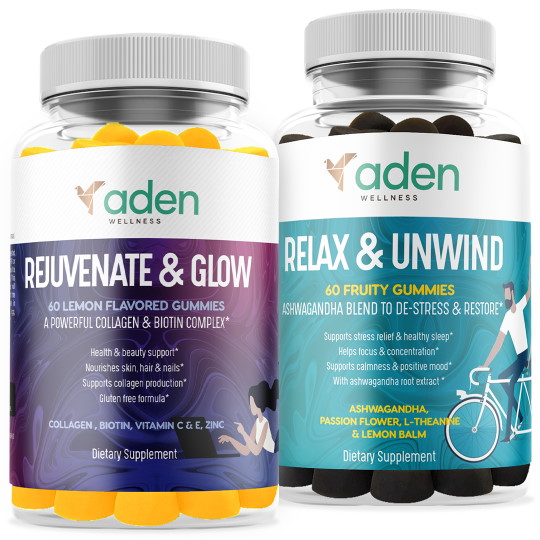 aden
WELLNESS
REJUVENATE & GLOW
60 LEMON FLAVORED GUMMIES
A POWERFUL COLLAGEN & BIOTIN COMPLEX*
Health & beauty support*
Nourishes skin, hair & nails*
Supports collagen production*
Gluten free formula*
COLLAGEN , BIOTIN, VITAMIN C & E, ZINC
Dietary Supplement
aden
WELLNESS
RELAX & UNWIND
60 FRUITY GUMMIES
ASHWAGANDHA BLEND TO DE-STRESS & RESTORE*
Supports stress relief & healthy sleep*
Helps focus & concentration*
Supports calmness & positive mood*
With ashwagandha root extract *
ASHWAGANDHA,
PASSION FLOWER, L-THEANINE
& LEMON BALM
Dietary Supplement